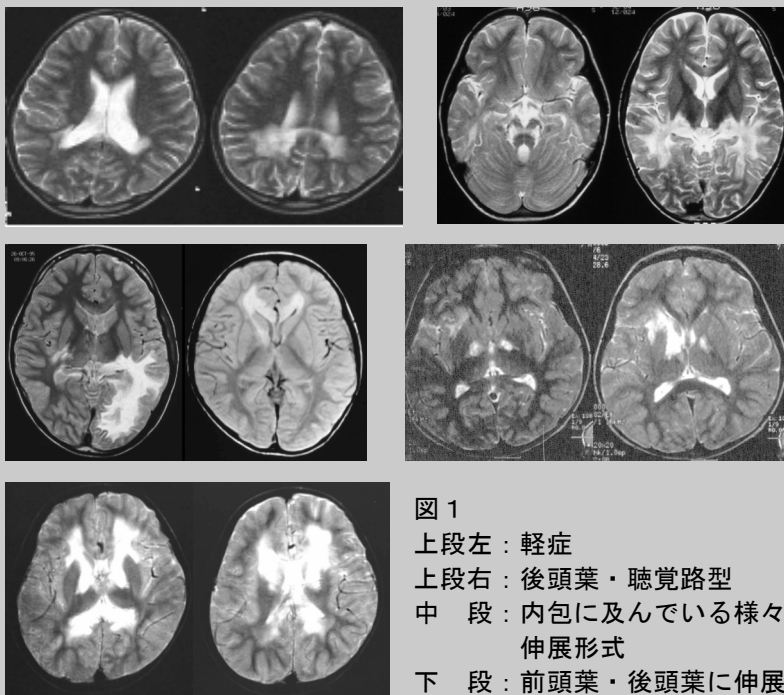 図１
上段左：軽症
上段右：後頭葉・聴覚路型
中　段：内包に及んでいる様々
伸展形式
下　段：前頭葉・後頭葉に伸展